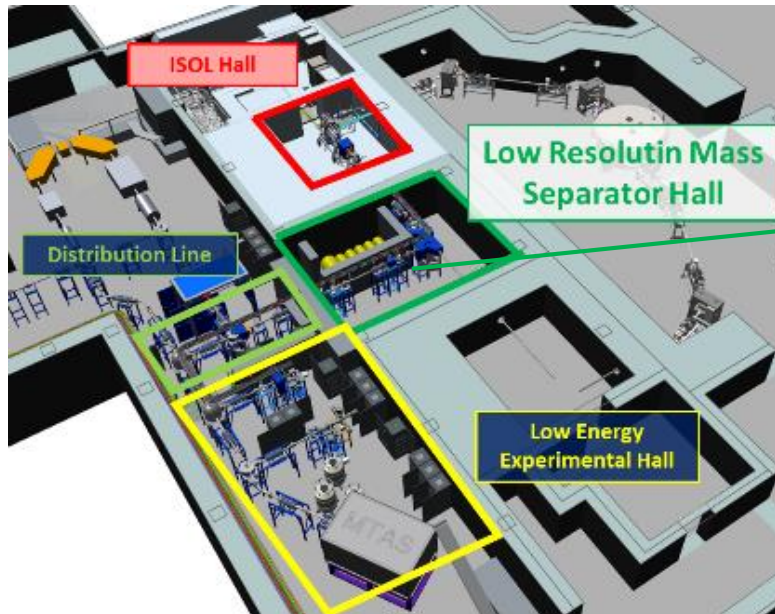 ISOL Hall
Low Resolutin Mass
Separator Hall
Distribution Line
Low Energy
Experimental Hall
MTAS